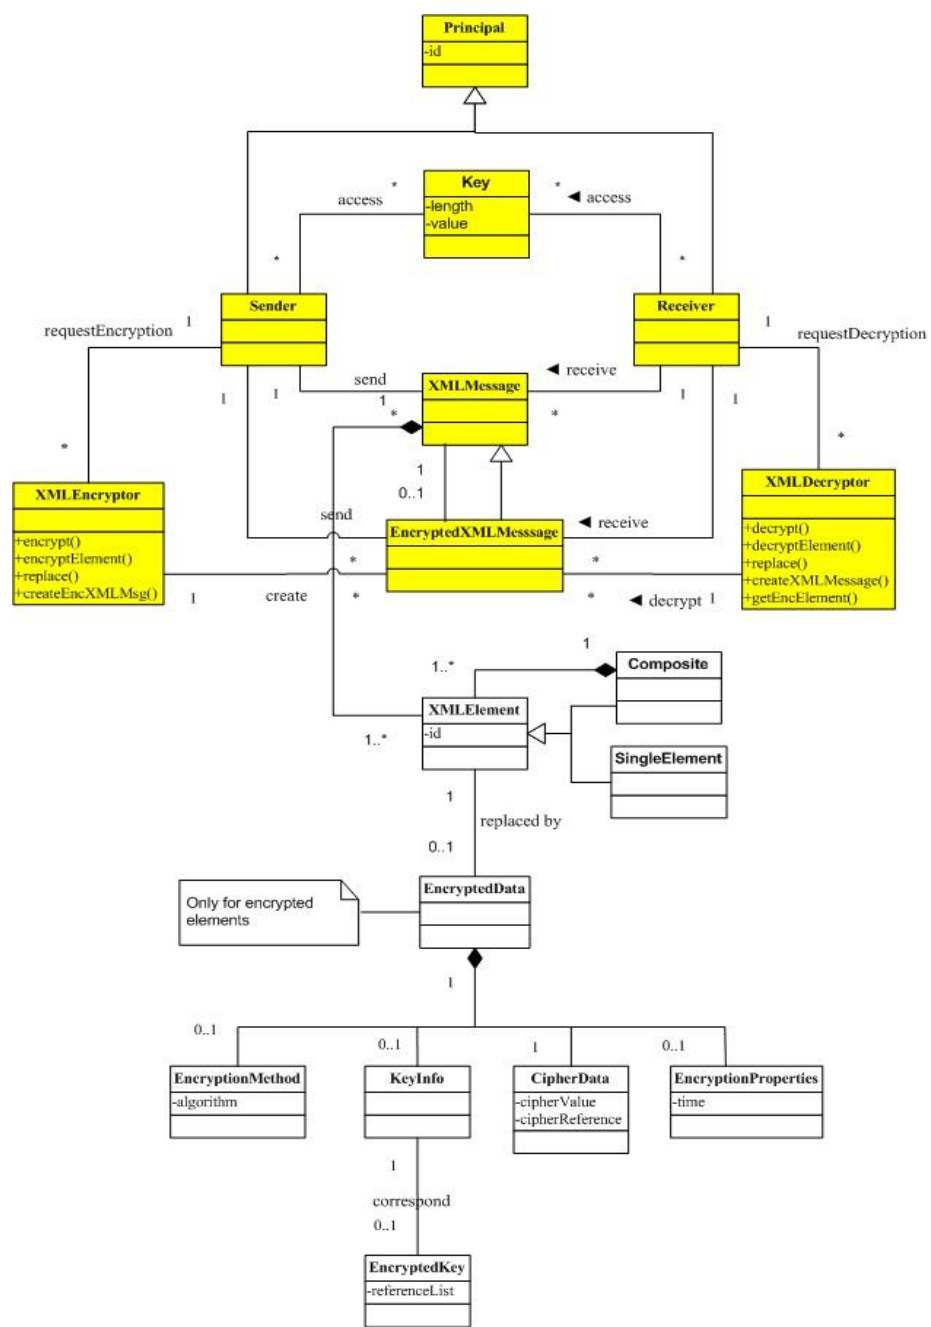 Principal
-id
Key
-length
-value
*
*
access
◄ access
*
*
Sender
Receiver
requestEncryption
1
1
requestDecryption
send
XMLMessage
◄ receive
1
1
1
*
*
1
1
*
*
1
0..1
XMLEncryptor
+encrypt()
+encryptElement()
+replace()
+createEncXMLMsg()
send
EncryptedXMLMesssage
◄ receive
XMLDecryptor
+decrypt()
+decryptElement()
+replace()
+createXMLMessage()
+getEncElement()
*
*
1
create
*
*
◄ decrypt
1
1
1..*
Composite
XMLElement
-id
1..*
SingleElement
1
replaced by
0..1
EncryptedData
Only for encrypted
elements
1
0..1
0..1
1
0..1
EncryptionMethod
-algorithm
KeyInfo
CipherData
-cipherValue
-cipherReference
EncryptionProperties
-time
1
correspond
0..1
EncryptedKey
-referenceList